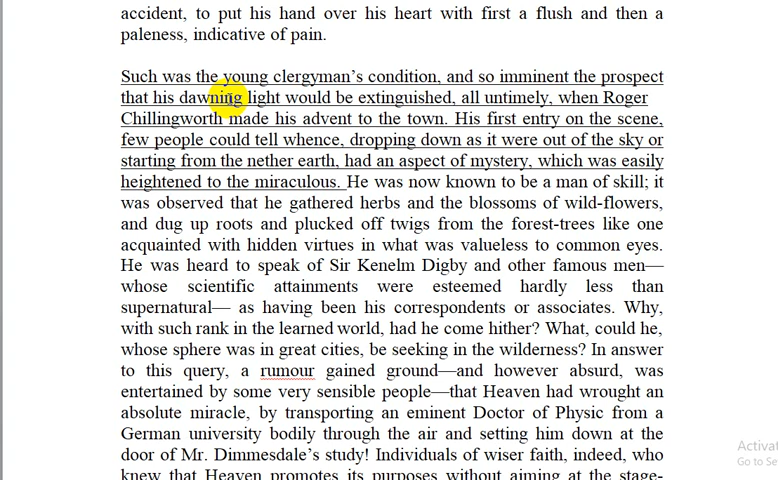 accident, to put his hand over his heart with first a flush and then a
paleness, indicative of pain.
Such was the young clergyman’s condition, and so imminent the prospect
that his dawning light would be extinguished, all untimely, when Roger
Chillingworth made his advent to the town. His first entry on the scene,
few people could tell whence, dropping down as it were out of the sky or
starting from the nether earth, had an aspect of mystery, which was easily
heightened to the miraculous. He was now known to be a man of skill; it
was observed that he gathered herbs and the blossoms of wild-flowers,
and dug up roots and plucked off twigs from the forest-trees like one
acquainted with hidden virtues in what was valueless to common eyes.
He was heard to speak of Sir Kenelm Digby and other famous men—
whose scientific attainments were esteemed hardly less than
supernatural— as having been his correspondents or associates. Why,
with such rank in the learned world, had he come hither? What, could he,
whose sphere was in great cities, be seeking in the wilderness? In answer
to this query, a rumour gained ground—and however absurd, was
entertained by some very sensible people—that Heaven had wrought an
absolute miracle, by transporting an eminent Doctor of Physic from a
German university bodily through the air and setting him down at the
door of Mr. Dimmesdale’s study! Individuals of wiser faith, indeed, who
knew that Heaven promotes its purposes without aiming at the stage-
Activat
Go to Se